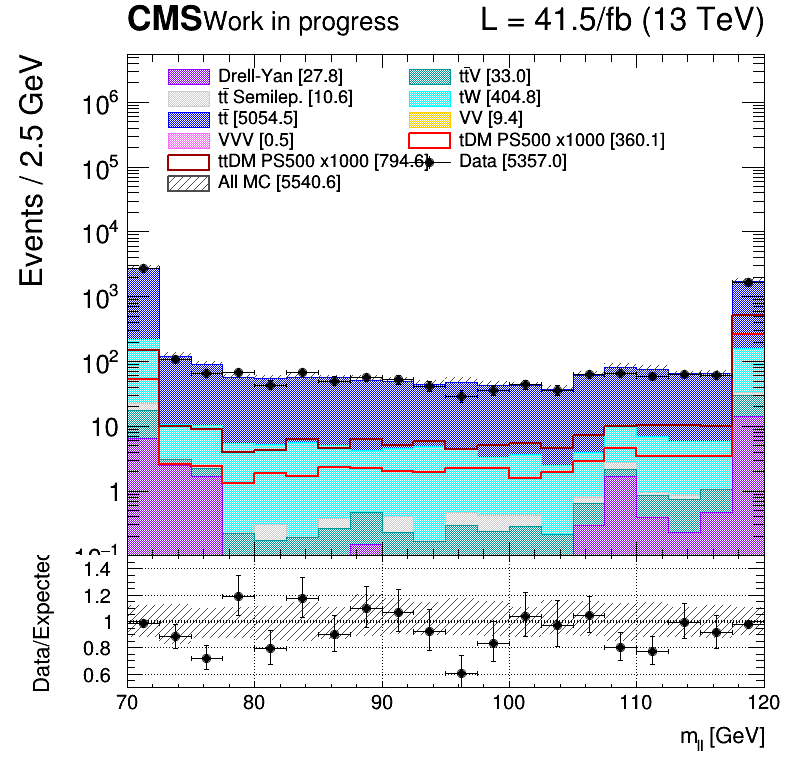 CMS Work in progress L = 41.5/fb (13 TeV)
Events / 2.5 GeV
Drell-Yan [27.8] tt̄V [33.0]
tt̄ Semilep. [10.6] tW [404.8]
tt̄ [5054.5] VV [9.4]
VVV [0.5] tDM PS500 x1000 [360.1]
ttDM PS500 x1000 [794.6] Data [5357.0]
All MC [5540.6]
10⁶
10⁵
10⁴
10³
10²
10
1
10⁻¹
Data/Expected
1.4
1.2
1
0.8
0.6
70 80 90 100 110 120
m_ll [GeV]